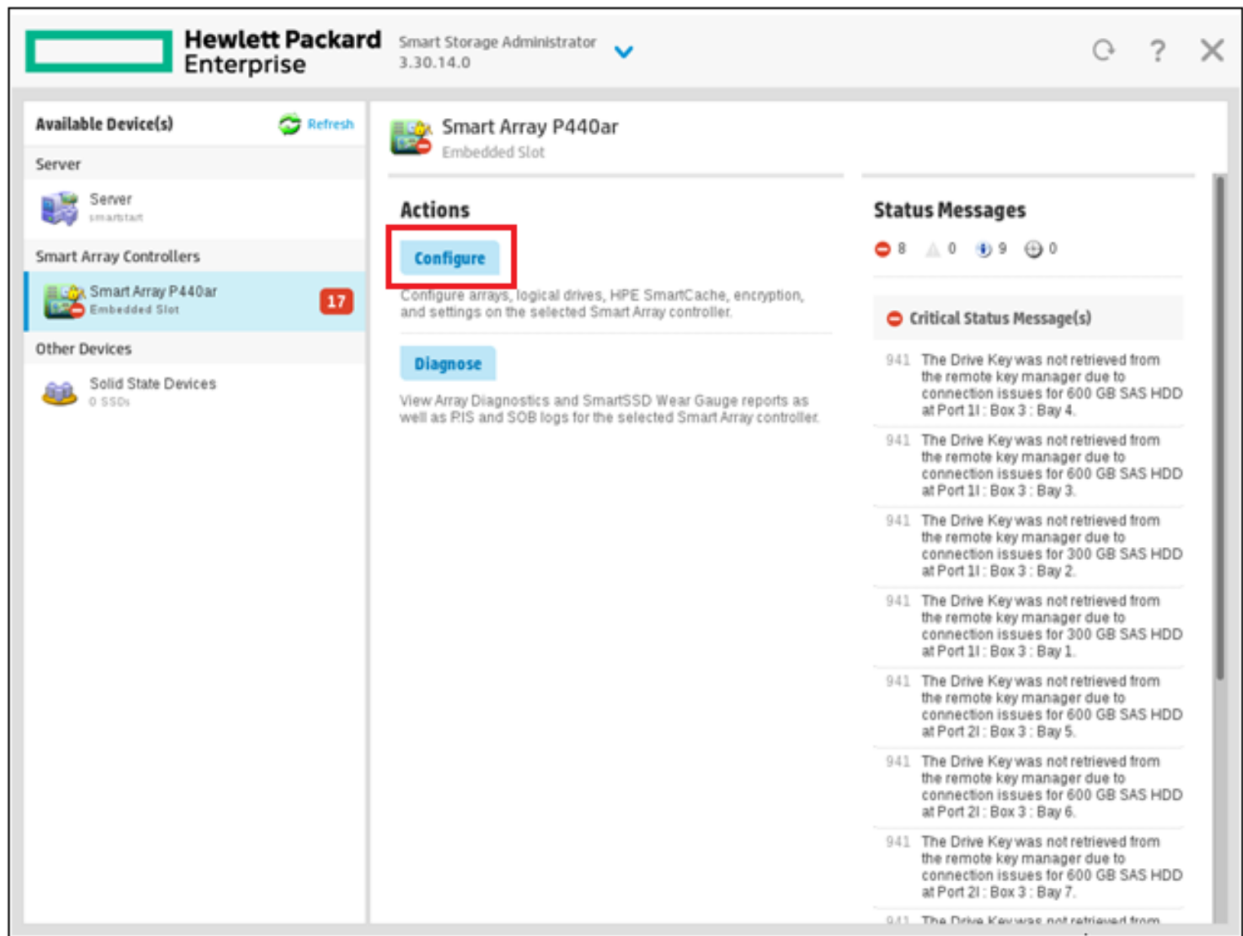 Hewlett Packard
Enterprise
Smart Storage Administrator
3.30.14.0
?
Available Device(s)
Refresh
Server
Server
smartstart
Smart Array Controllers
Smart Array P440ar
Embedded Slot
17
Other Devices
Solid State Devices
0 SSDs
Smart Array P440ar
Embedded Slot
Actions
Configure
Configure arrays, logical drives, HPE SmartCache, encryption,
and settings on the selected Smart Array controller.
Diagnose
View Array Diagnostics and SmartSSD Wear Gauge reports as
well as RIS and SOB logs for the selected Smart Array controller.
Status Messages
8 0 9 0
Critical Status Message(s)
941 The Drive Key was not retrieved from
the remote key manager due to
connection issues for 600 GB SAS HDD
at Port 1I : Box 3 : Bay 4.
941 The Drive Key was not retrieved from
the remote key manager due to
connection issues for 600 GB SAS HDD
at Port 1I : Box 3 : Bay 3.
941 The Drive Key was not retrieved from
the remote key manager due to
connection issues for 300 GB SAS HDD
at Port 1I : Box 3 : Bay 2.
941 The Drive Key was not retrieved from
the remote key manager due to
connection issues for 300 GB SAS HDD
at Port 1I : Box 3 : Bay 1.
941 The Drive Key was not retrieved from
the remote key manager due to
connection issues for 600 GB SAS HDD
at Port 2I : Box 3 : Bay 5.
941 The Drive Key was not retrieved from
the remote key manager due to
connection issues for 600 GB SAS HDD
at Port 2I : Box 3 : Bay 6.
941 The Drive Key was not retrieved from
the remote key manager due to
connection issues for 600 GB SAS HDD
at Port 2I : Box 3 : Bay 7.
941 The Drive Key was not retrieved from